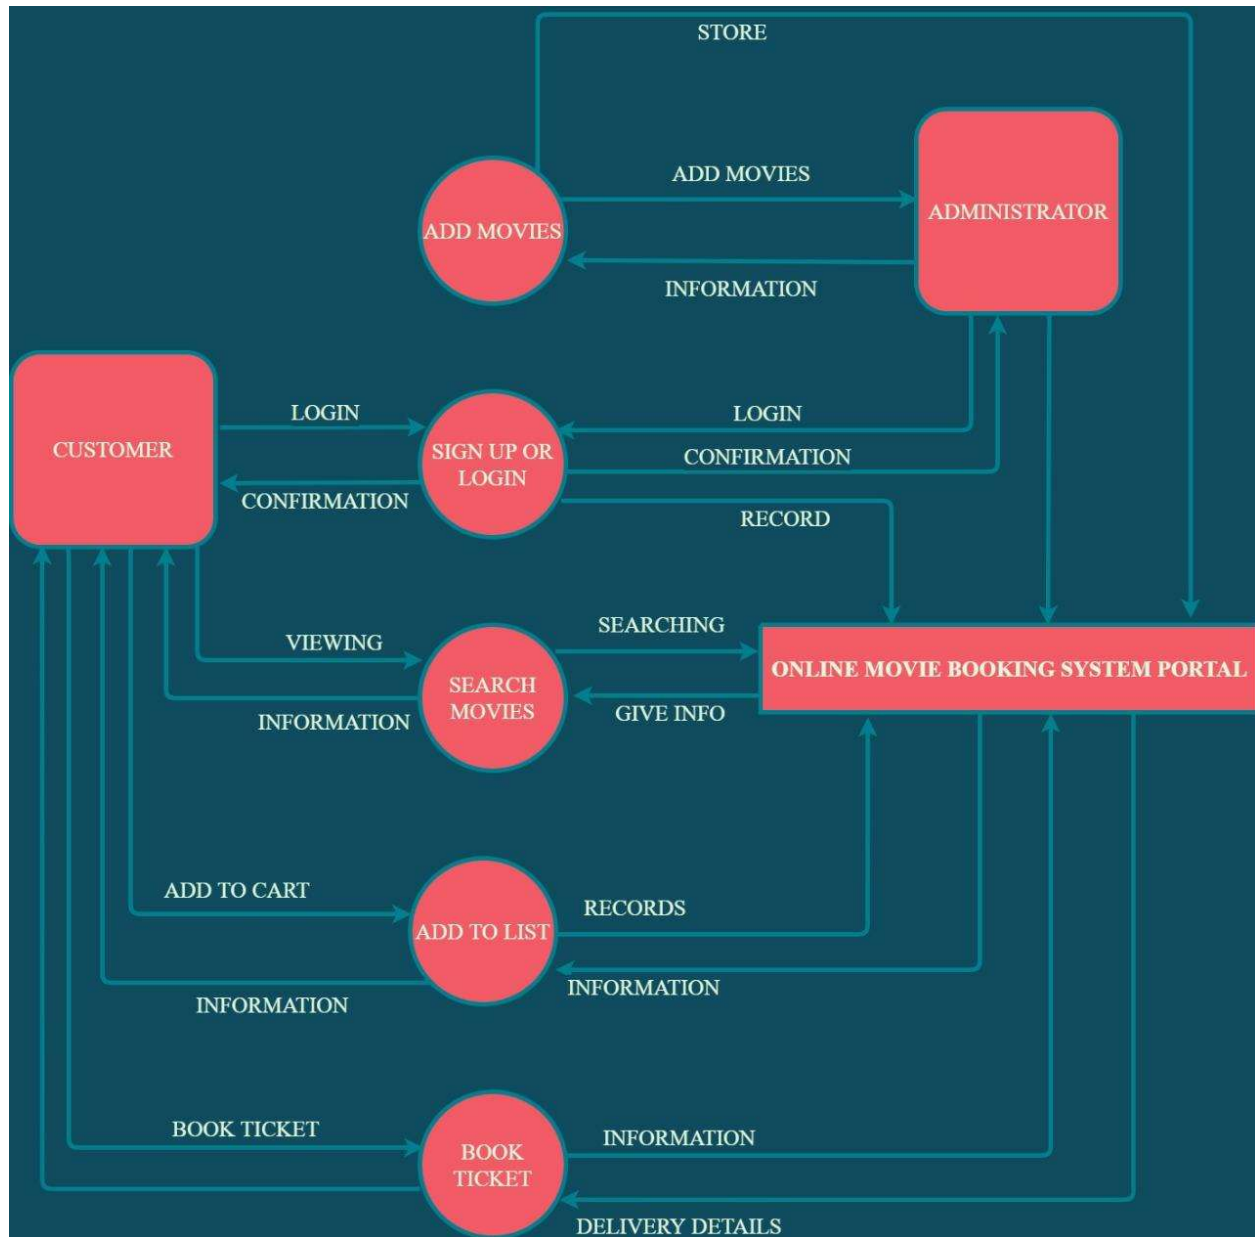 STORE
ADD MOVIES
ADMINISTRATOR
ADD MOVIES
INFORMATION
LOGIN
LOGIN
CUSTOMER
SIGN UP OR
LOGIN
CONFIRMATION
CONFIRMATION
RECORD
SEARCHING
VIEWING
SEARCH
MOVIES
ONLINE MOVIE BOOKING SYSTEM PORTAL
INFORMATION
GIVE INFO
ADD TO CART
RECORDS
ADD TO LIST
INFORMATION
INFORMATION
BOOK TICKET
INFORMATION
BOOK
TICKET
DELIVERY DETAILS